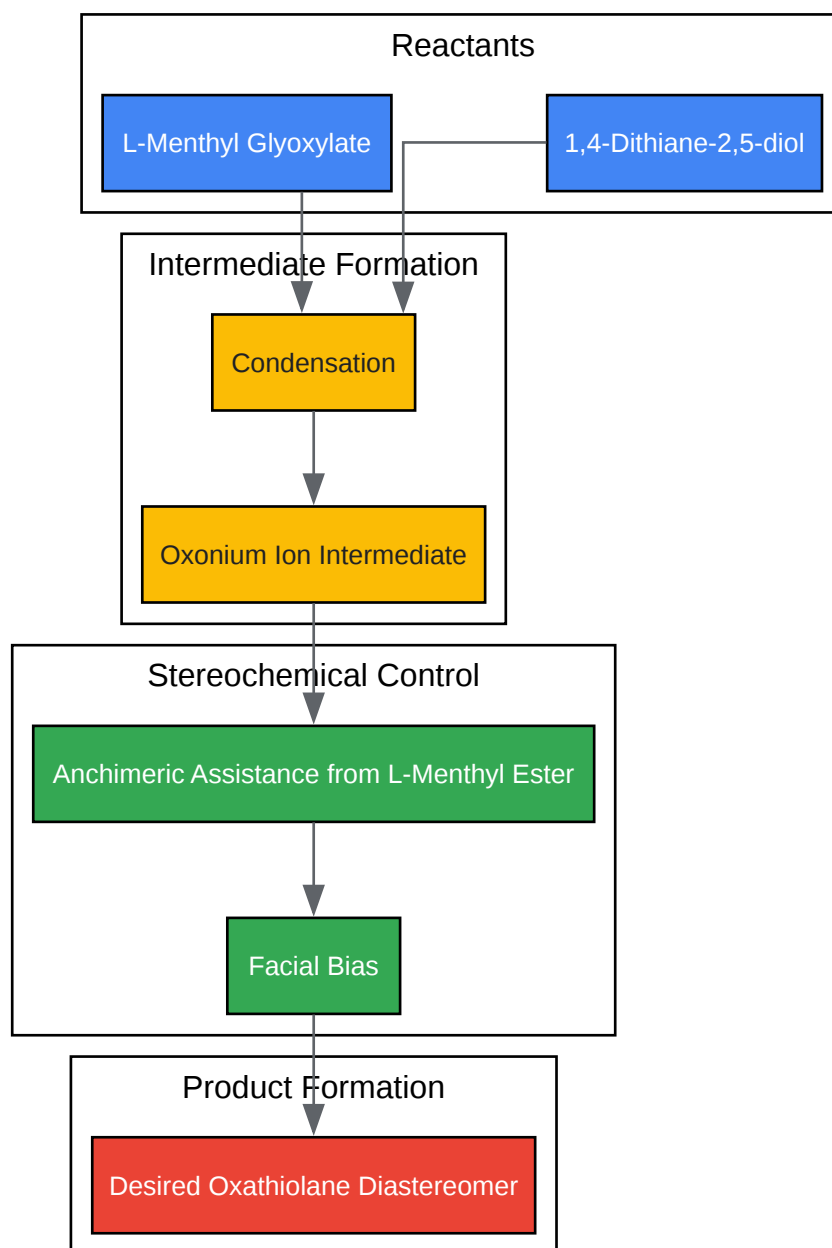 Reactants
L-Menthyl Glyoxylate
1,4-Dithiane-2,5-diol
Intermediate Formation
Condensation
Oxonium Ion Intermediate
Stereochemical Control
Anchimeric Assistance from L-Menthyl Ester
Facial Bias
Product Formation
Desired Oxathiolane Diastereomer